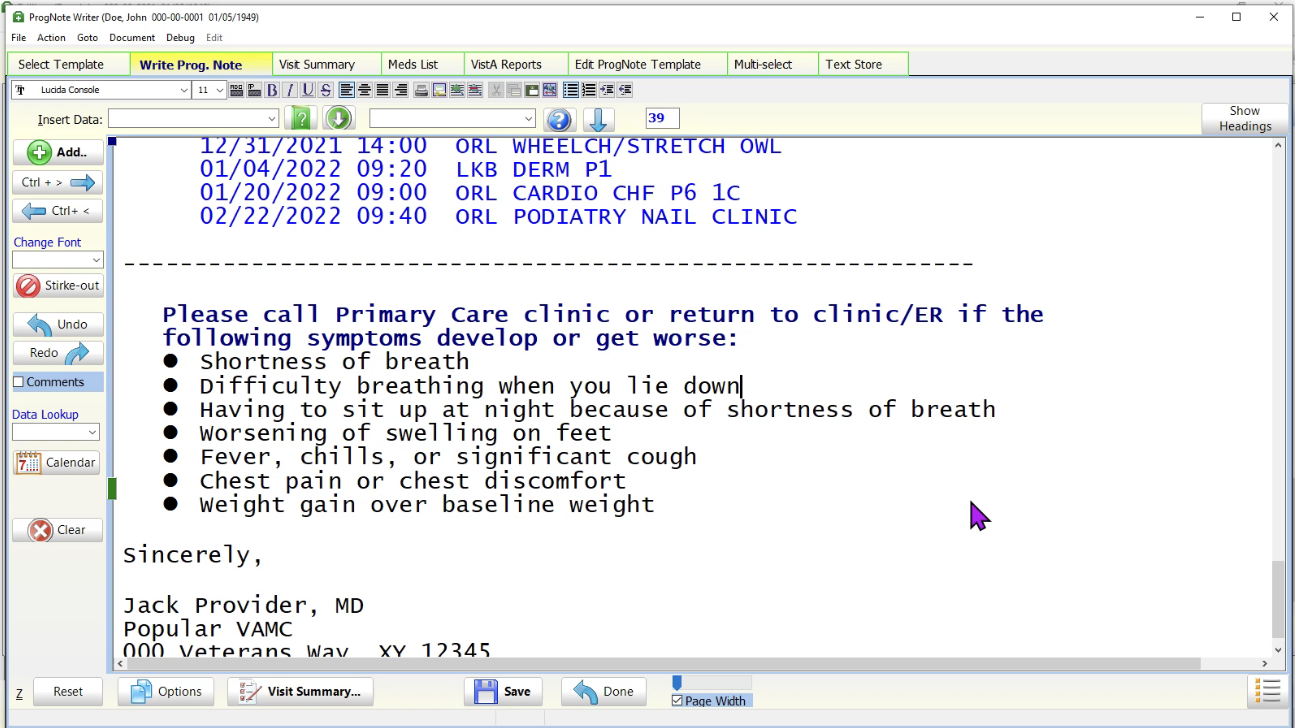 ProgNote Writer (Doe, John 000-00-0001 01/05/1949)
File Action Goto Document Debug Edit
Select Template Write Prog. Note Visit Summary Meds List VistA Reports Edit ProgNote Template Multi-select Text Store
Lucida Console 11 B I U S
Insert Data: 39 Show Headings
Add..
Ctrl + >
Ctrl+ <
Change Font
Stirke-out
Undo
Redo
Comments
Data Lookup
Calendar
Clear
12/31/2021 14:00 ORL WHEELCH/STRETCH OWL
01/04/2022 09:20 LKB DERM P1
01/20/2022 09:00 ORL CARDIO CHF P6 1C
02/22/2022 09:40 ORL PODIATRY NAIL CLINIC
------------------------------------------------------------
Please call Primary Care clinic or return to clinic/ER if the
following symptoms develop or get worse:
● Shortness of breath
● Difficulty breathing when you lie down
● Having to sit up at night because of shortness of breath
● Worsening of swelling on feet
● Fever, chills, or significant cough
● Chest pain or chest discomfort
● Weight gain over baseline weight
Sincerely,
Jack Provider, MD
Popular VAMC
000 Veterans Way, XY 12345
Z Reset Options Visit Summary... Save Done Page Width